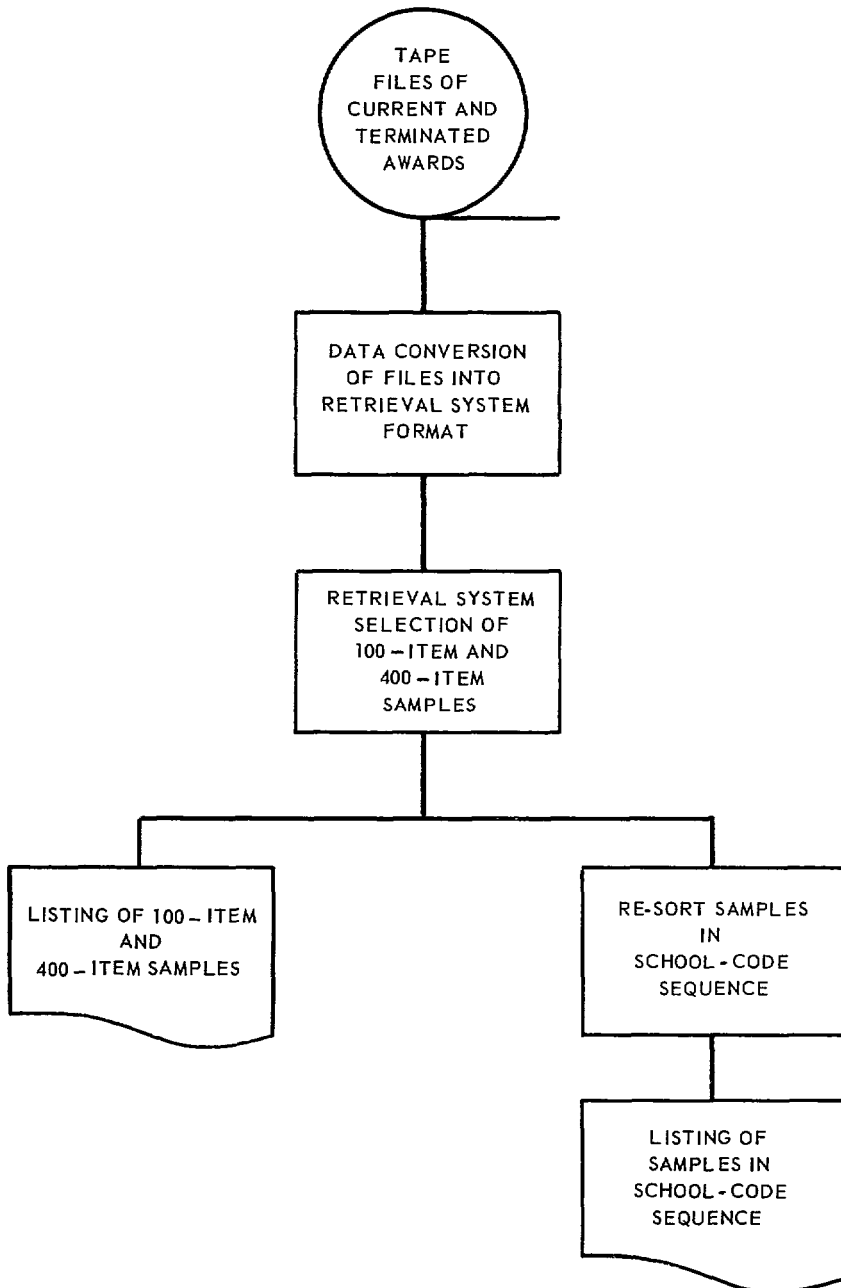 TAPE
FILES OF
CURRENT AND
TERMINATED
AWARDS
DATA CONVERSION
OF FILES INTO
RETRIEVAL SYSTEM
FORMAT
RETRIEVAL SYSTEM
SELECTION OF
100-ITEM AND
400-ITEM
SAMPLES
LISTING OF 100-ITEM
AND
400-ITEM SAMPLES
RE-SORT SAMPLES
IN
SCHOOL-CODE
SEQUENCE
LISTING OF
SAMPLES IN
SCHOOL-CODE
SEQUENCE